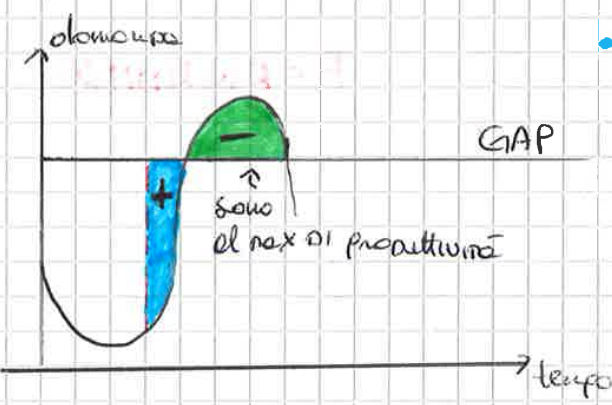 domanda
GAP
+
−
sono
al max DI produttività
tempo